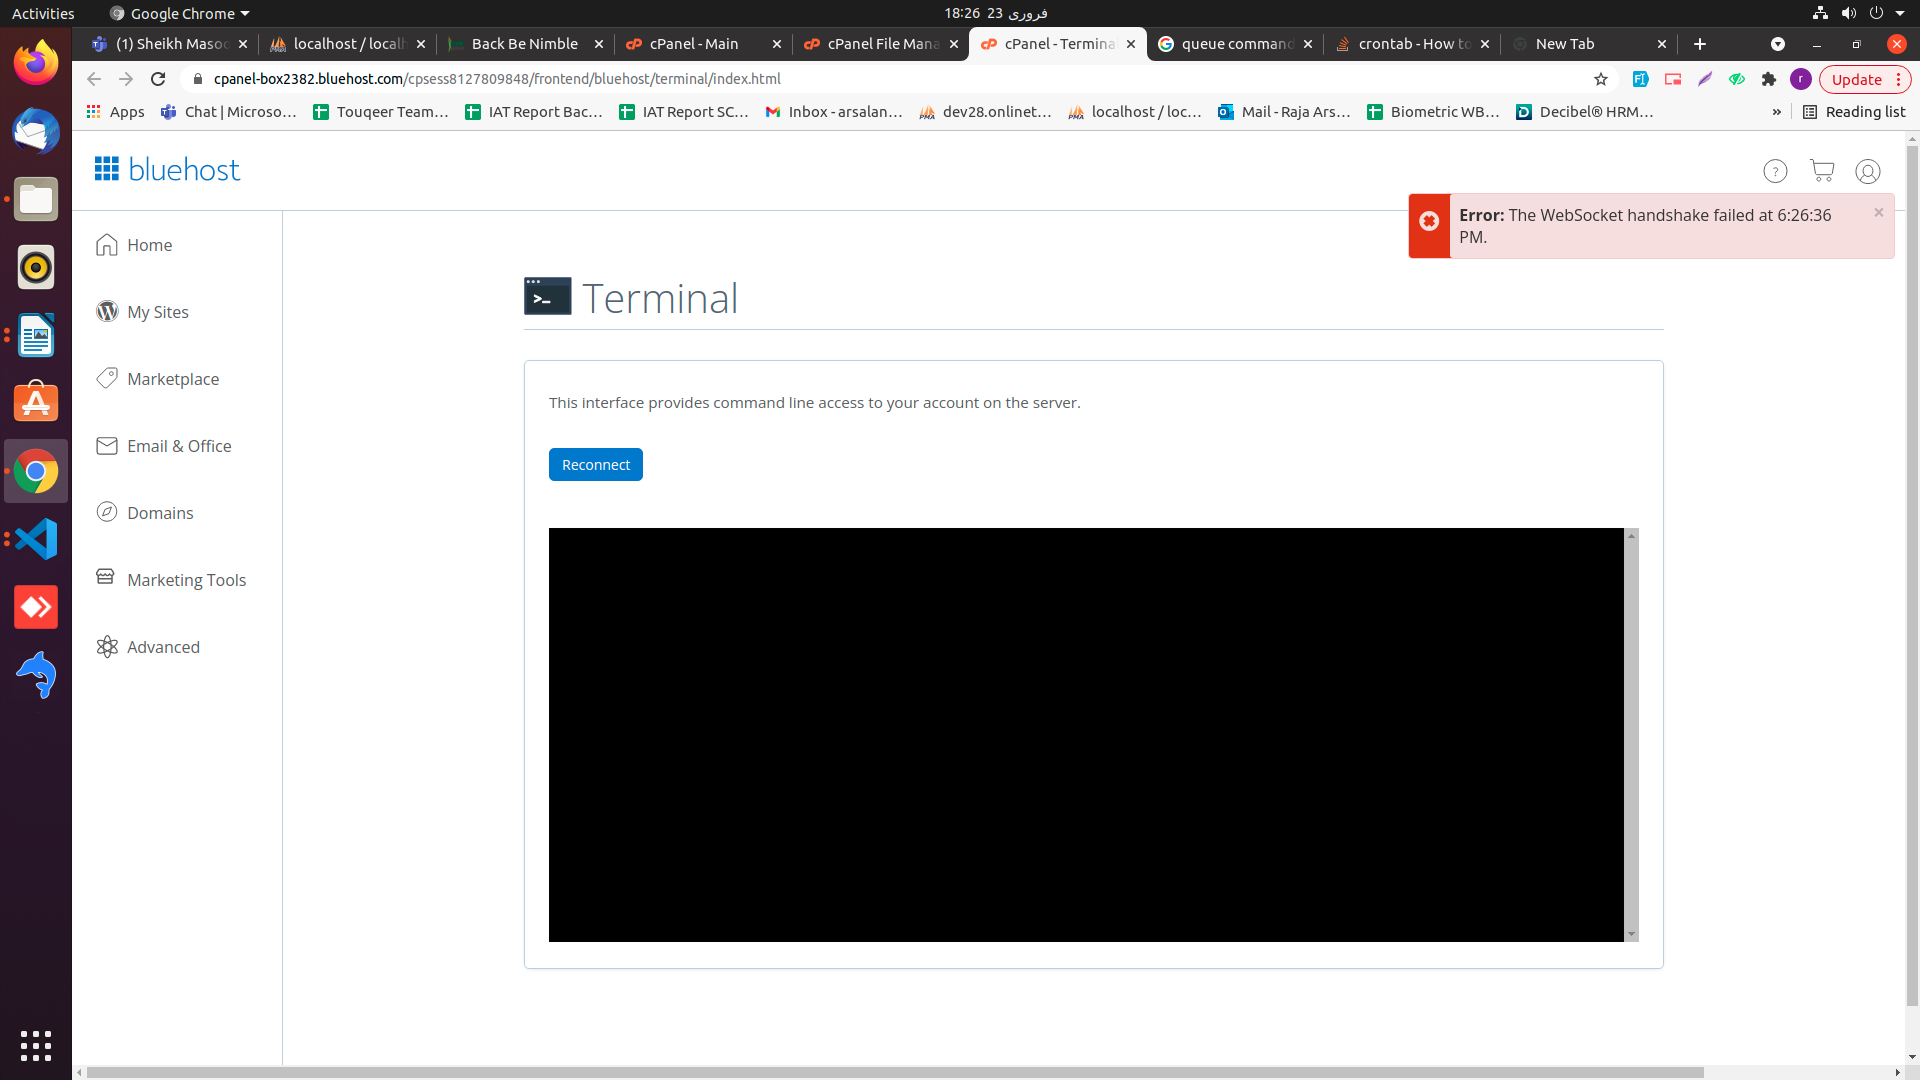 Activities
Google Chrome
18:26 23 فروری
(1) Sheikh Masoo
localhost / localh
Back Be Nimble
cPanel - Main
cPanel File Mana
cPanel - Terminal
queue command
crontab - How to
New Tab
cpanel-box2382.bluehost.com/cpsess8127809848/frontend/bluehost/terminal/index.html
r
Update
Apps
Chat | Microso...
Touqeer Team...
IAT Report Bac...
IAT Report SC...
Inbox - arsalan...
dev28.onlinet...
localhost / loc...
Mail - Raja Ars...
Biometric WB...
Decibel® HRM...
»
Reading list
bluehost
Error: The WebSocket handshake failed at 6:26:36
PM.
Home
My Sites
Marketplace
Email & Office
Domains
Marketing Tools
Advanced
Terminal
This interface provides command line access to your account on the server.
Reconnect